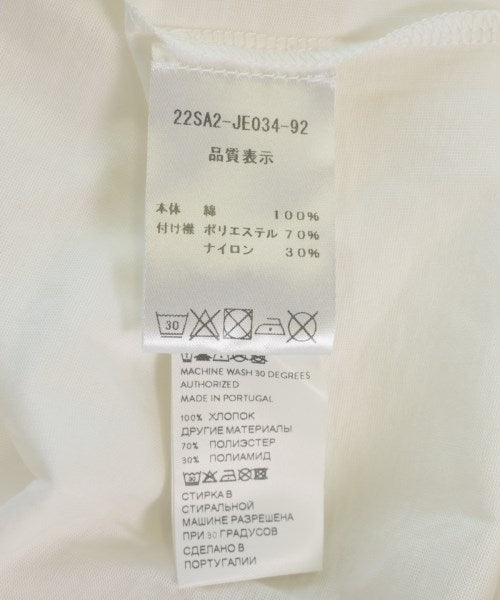 22SA2-JE034-92
品質表示
本体 綿 100%
付け襟 ポリエステル 70%
ナイロン 30%
30
MACHINE WASH 30 DEGREES
AUTHORIZED
MADE IN PORTUGAL
100% ХЛОПОК
ДРУГИЕ МАТЕРИАЛЫ
70% ПОЛИЭСТЕР
30% ПОЛИАМИД
30
СТИРКА В
СТИРАЛЬНОЙ
МАШИНЕ РАЗРЕШЕНА
ПРИ 30 ГРАДУСОВ
СДЕЛАНО В
ПОРТУГАЛИИ